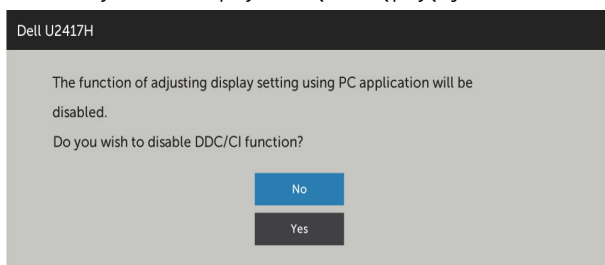 Dell U2417H
The function of adjusting display setting using PC application will be
disabled.
Do you wish to disable DDC/CI function?
No
Yes